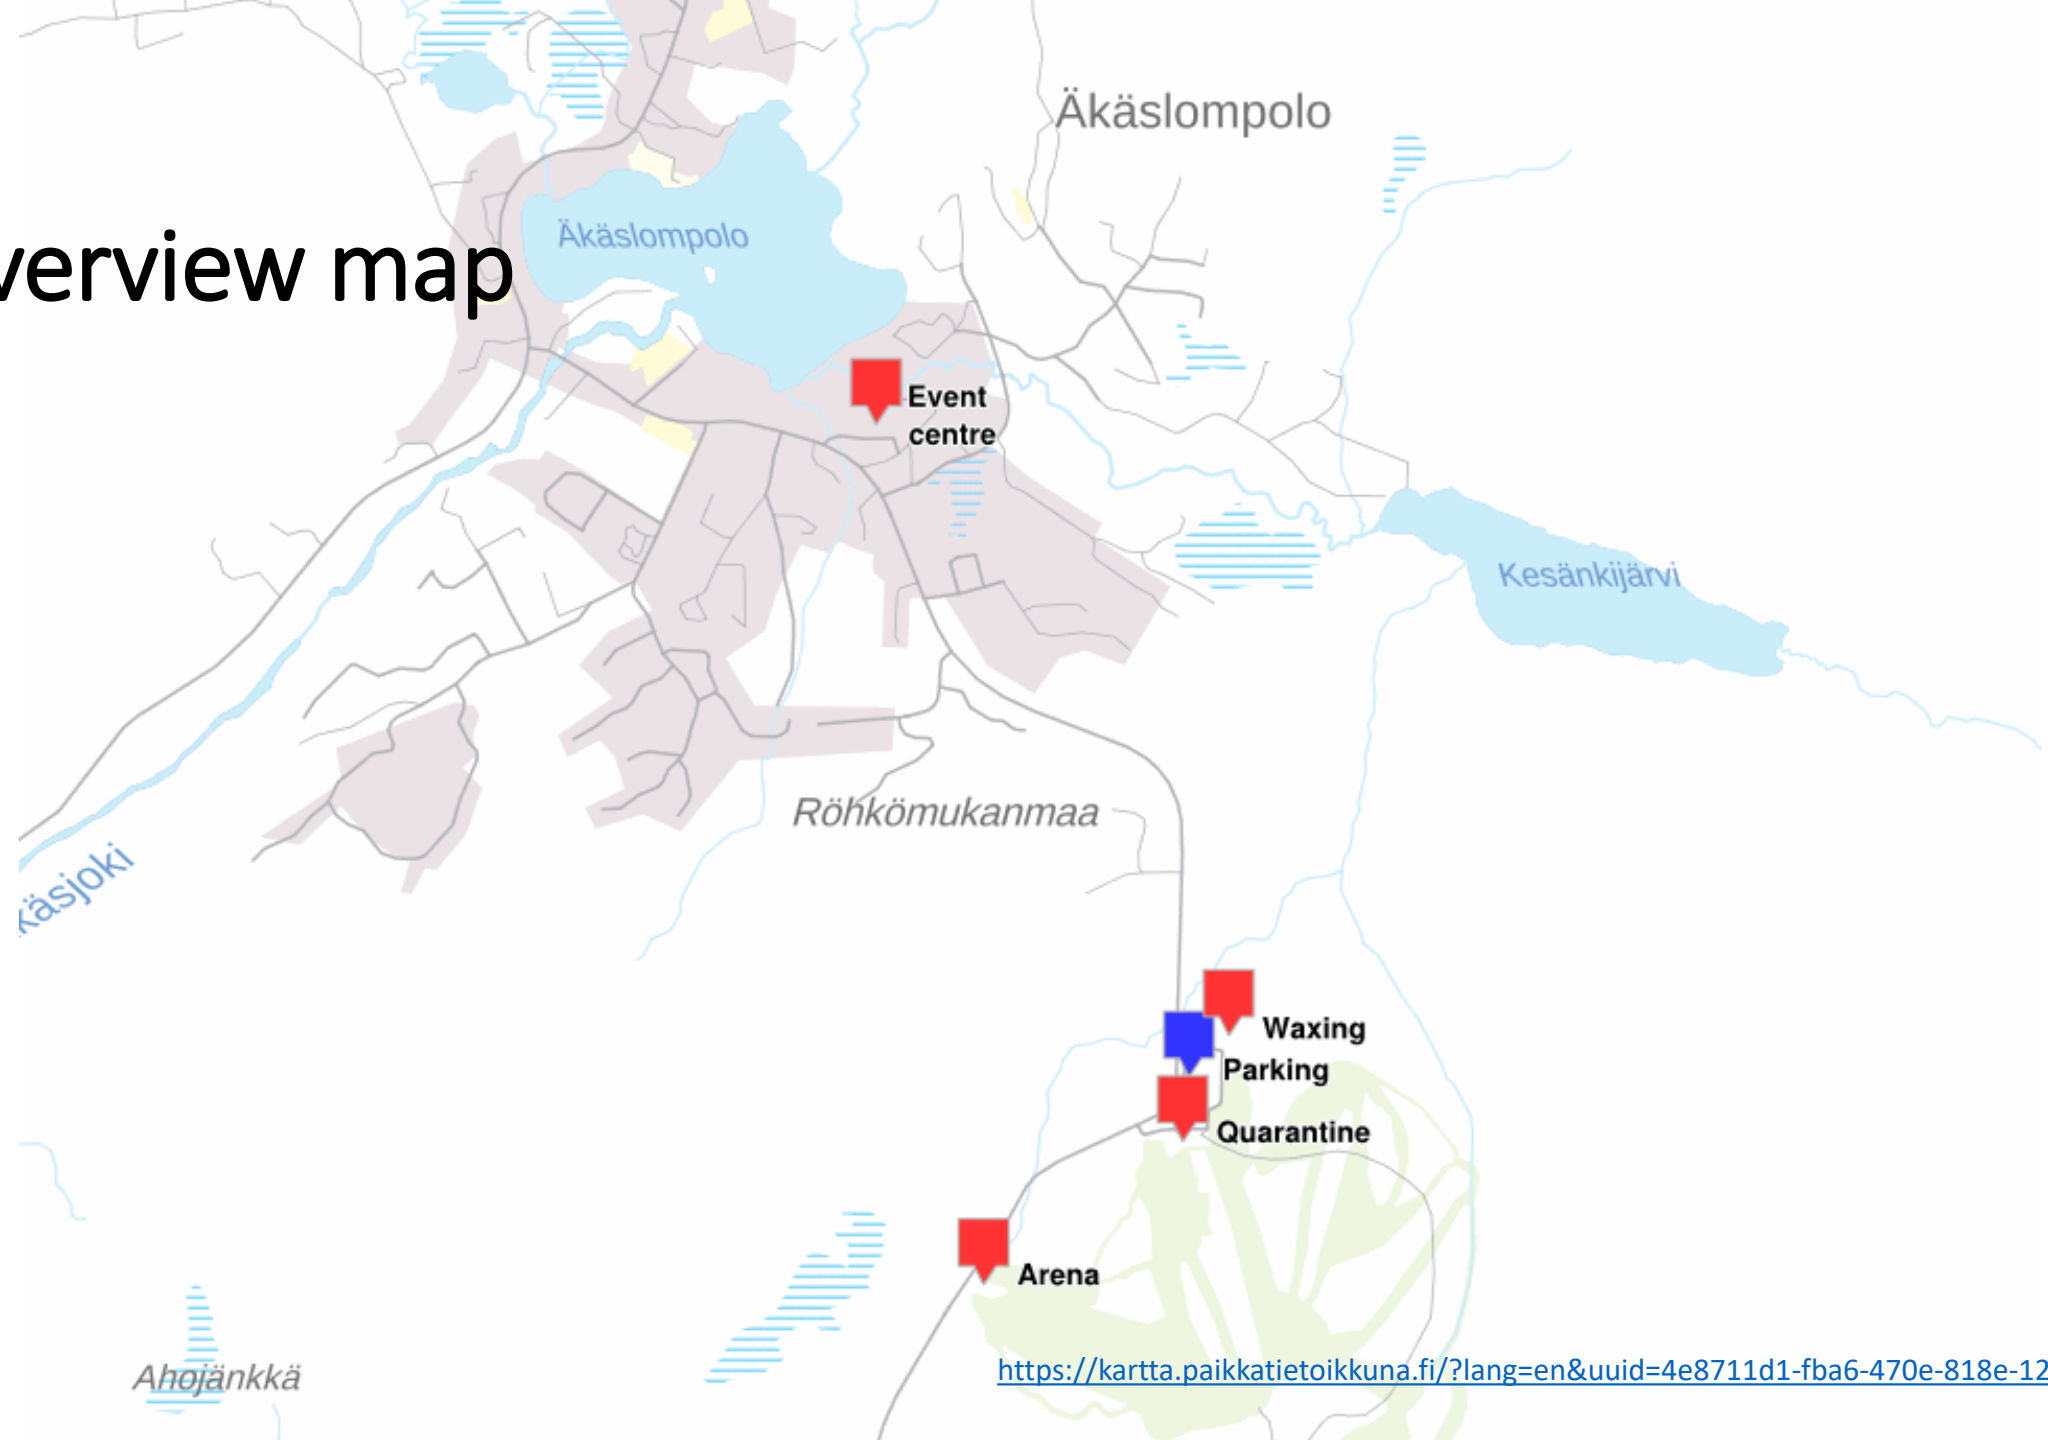 Äkäslompolo
Äkäslompolo
verview map
Event
centre
Kesänkijärvi
Röhkömukanmaa
käsjoki
Waxing
Parking
Quarantine
Arena
https://kartta.paikkatietoikkuna.fi/?lang=en&uuid=4e8711d1-fba6-470e-818e-12
Ahojänkkä